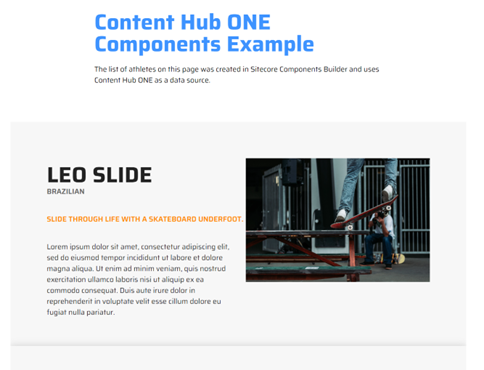 Content Hub ONE
Components Example
The list of athletes on this page was created in Sitecore Components Builder and uses
Content Hub ONE as a data source.
LEO SLIDE
BRAZILIAN
SLIDE THROUGH LIFE WITH A SKATEBOARD UNDERFOOT.
Lorem ipsum dolor sit amet, consectetur adipiscing elit,
sed do eiusmod tempor incididunt ut labore et dolore
magna aliqua. Ut enim ad minim veniam, quis nostrud
exercitation ullamco laboris nisi ut aliquip ex ea
commodo consequat. Duis aute irure dolor in
reprehenderit in voluptate velit esse cillum dolore eu
fugiat nulla pariatur.